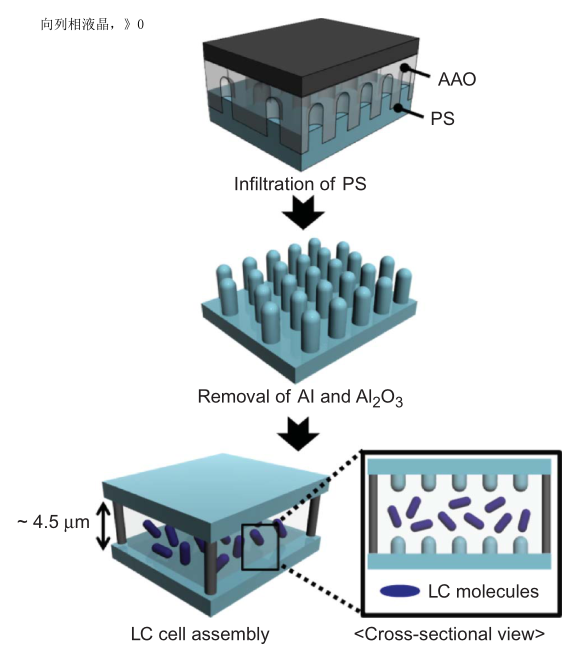 向列相液晶，》0
AAO
PS
Infiltration of PS
Removal of Al and Al₂O₃
~ 4.5 µm
LC molecules
LC cell assembly
<Cross-sectional view>